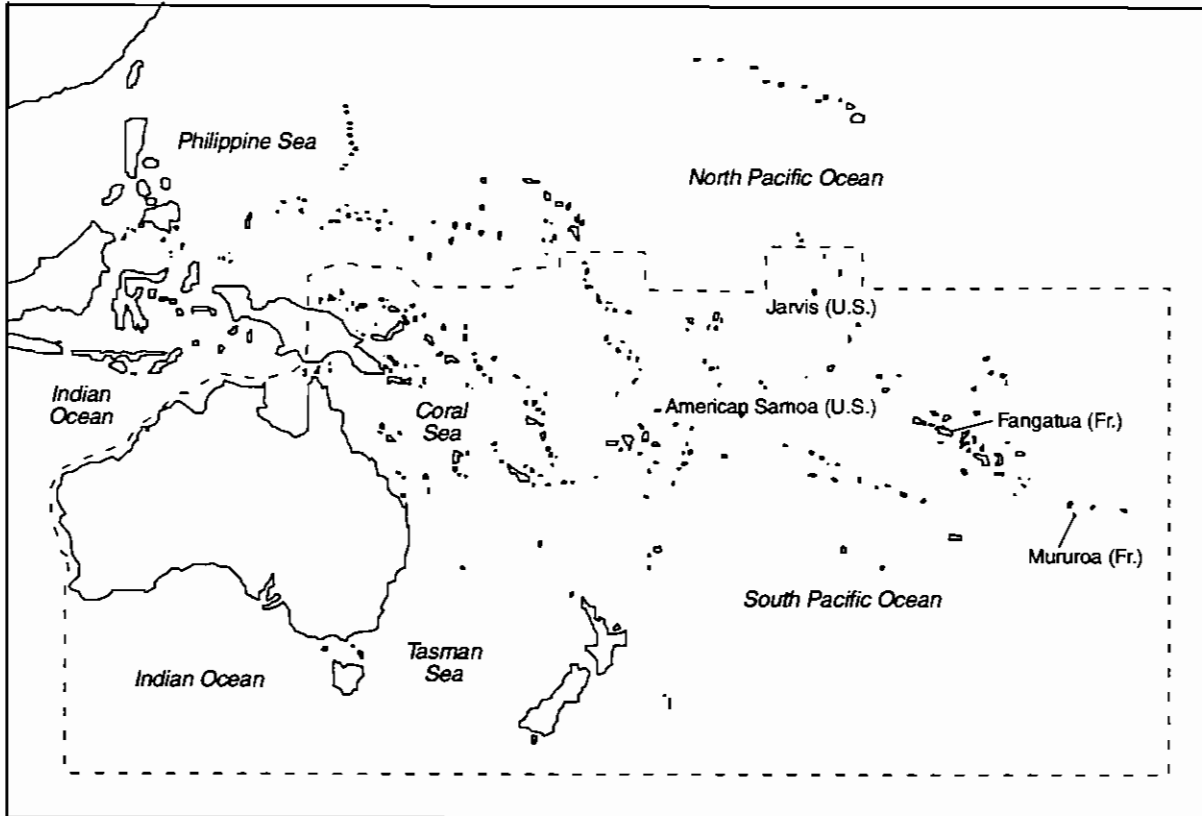 Philippine Sea
North Pacific Ocean
Jarvis (U.S.)
Indian
Ocean
Coral
Sea
American Samoa (U.S.)
Fangatua (Fr.)
Mururoa (Fr.)
South Pacific Ocean
Tasman
Sea
Indian Ocean